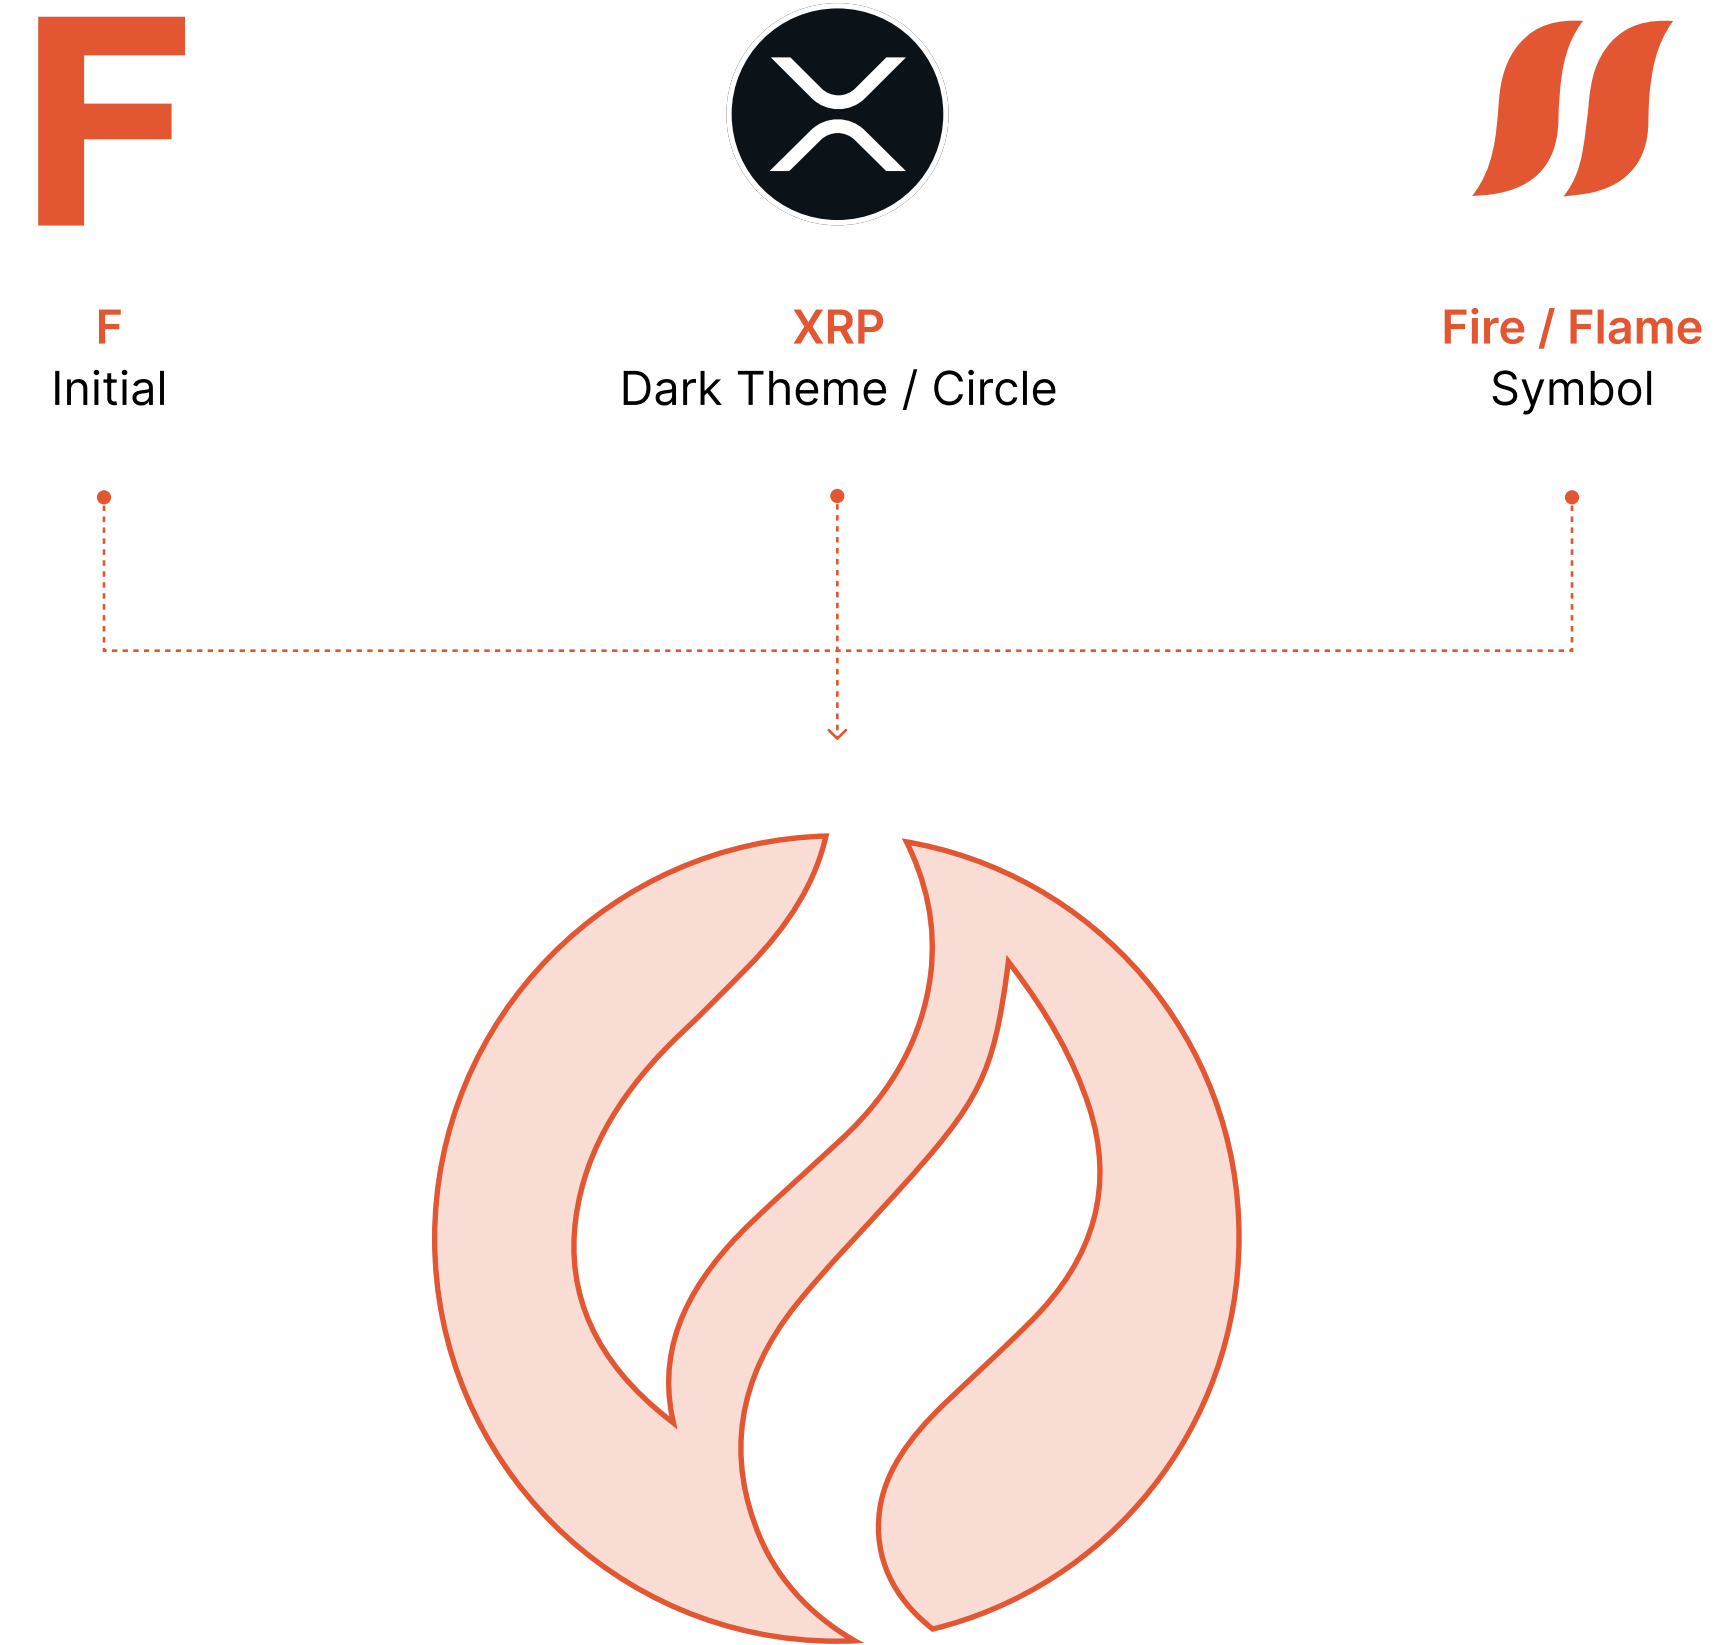 F
F
Initial
XRP
Dark Theme / Circle
Fire / Flame
Symbol